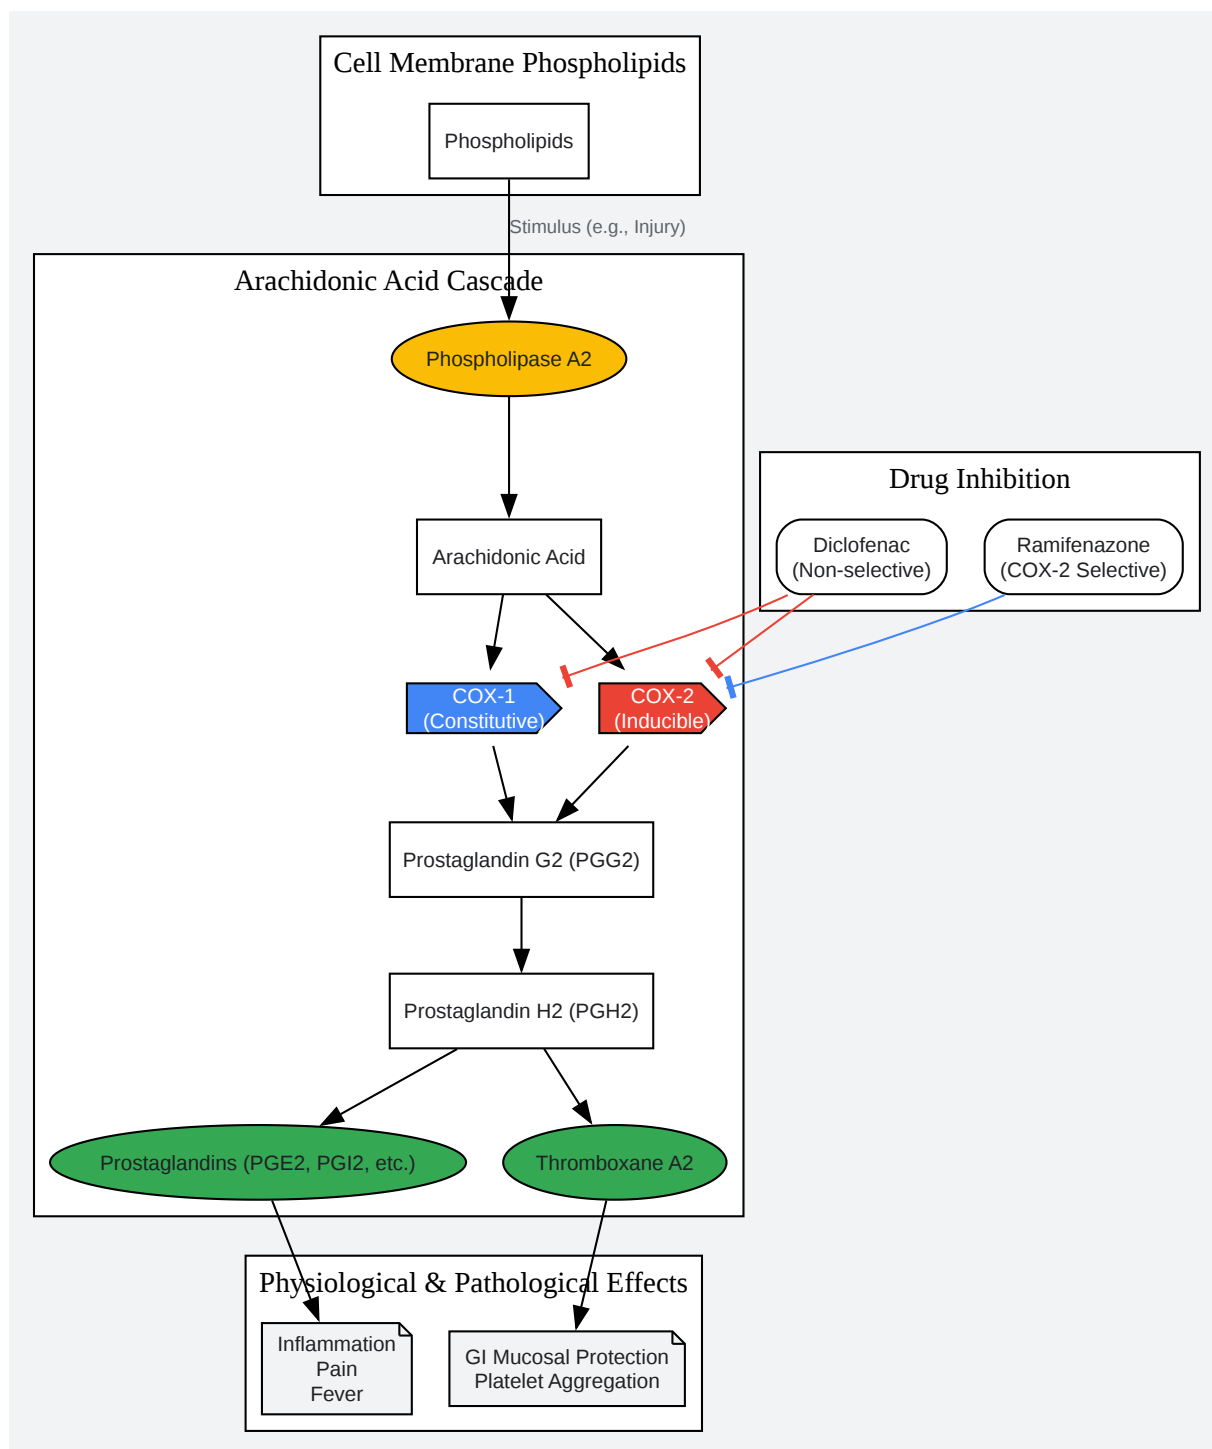 Cell Membrane Phospholipids
Phospholipids
Stimulus (e.g., Injury)
Arachidonic Acid Cascade
Phospholipase A2
Drug Inhibition
Diclofenac
(Non-selective)
Ramifenazone
(COX-2 Selective)
Arachidonic Acid
COX-1
(Constitutive)
COX-2
(Inducible)
Prostaglandin G2 (PGG2)
Prostaglandin H2 (PGH2)
Prostaglandins (PGE2, PGI2, etc.)
Thromboxane A2
Physiological & Pathological Effects
Inflammation
Pain
Fever
GI Mucosal Protection
Platelet Aggregation